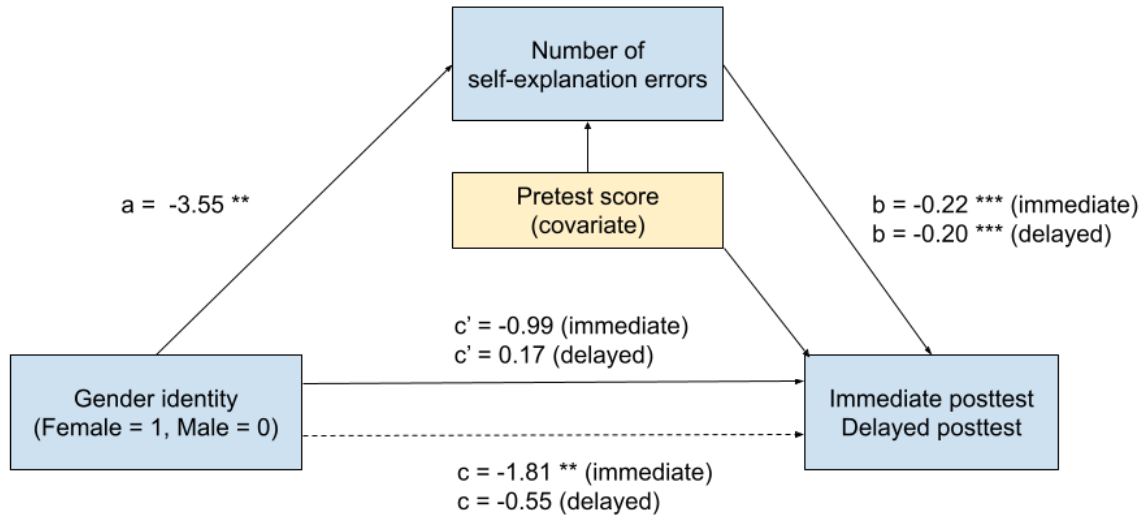 Number of
self-explanation errors
a =  -3.55 **
Pretest score
(covariate)
b = -0.22 *** (immediate)
b = -0.20 *** (delayed)
c’ = -0.99 (immediate)
c’ = 0.17 (delayed)
Gender identity
(Female = 1, Male = 0)
Immediate posttest
Delayed posttest
c = -1.81 ** (immediate)
c = -0.55 (delayed)